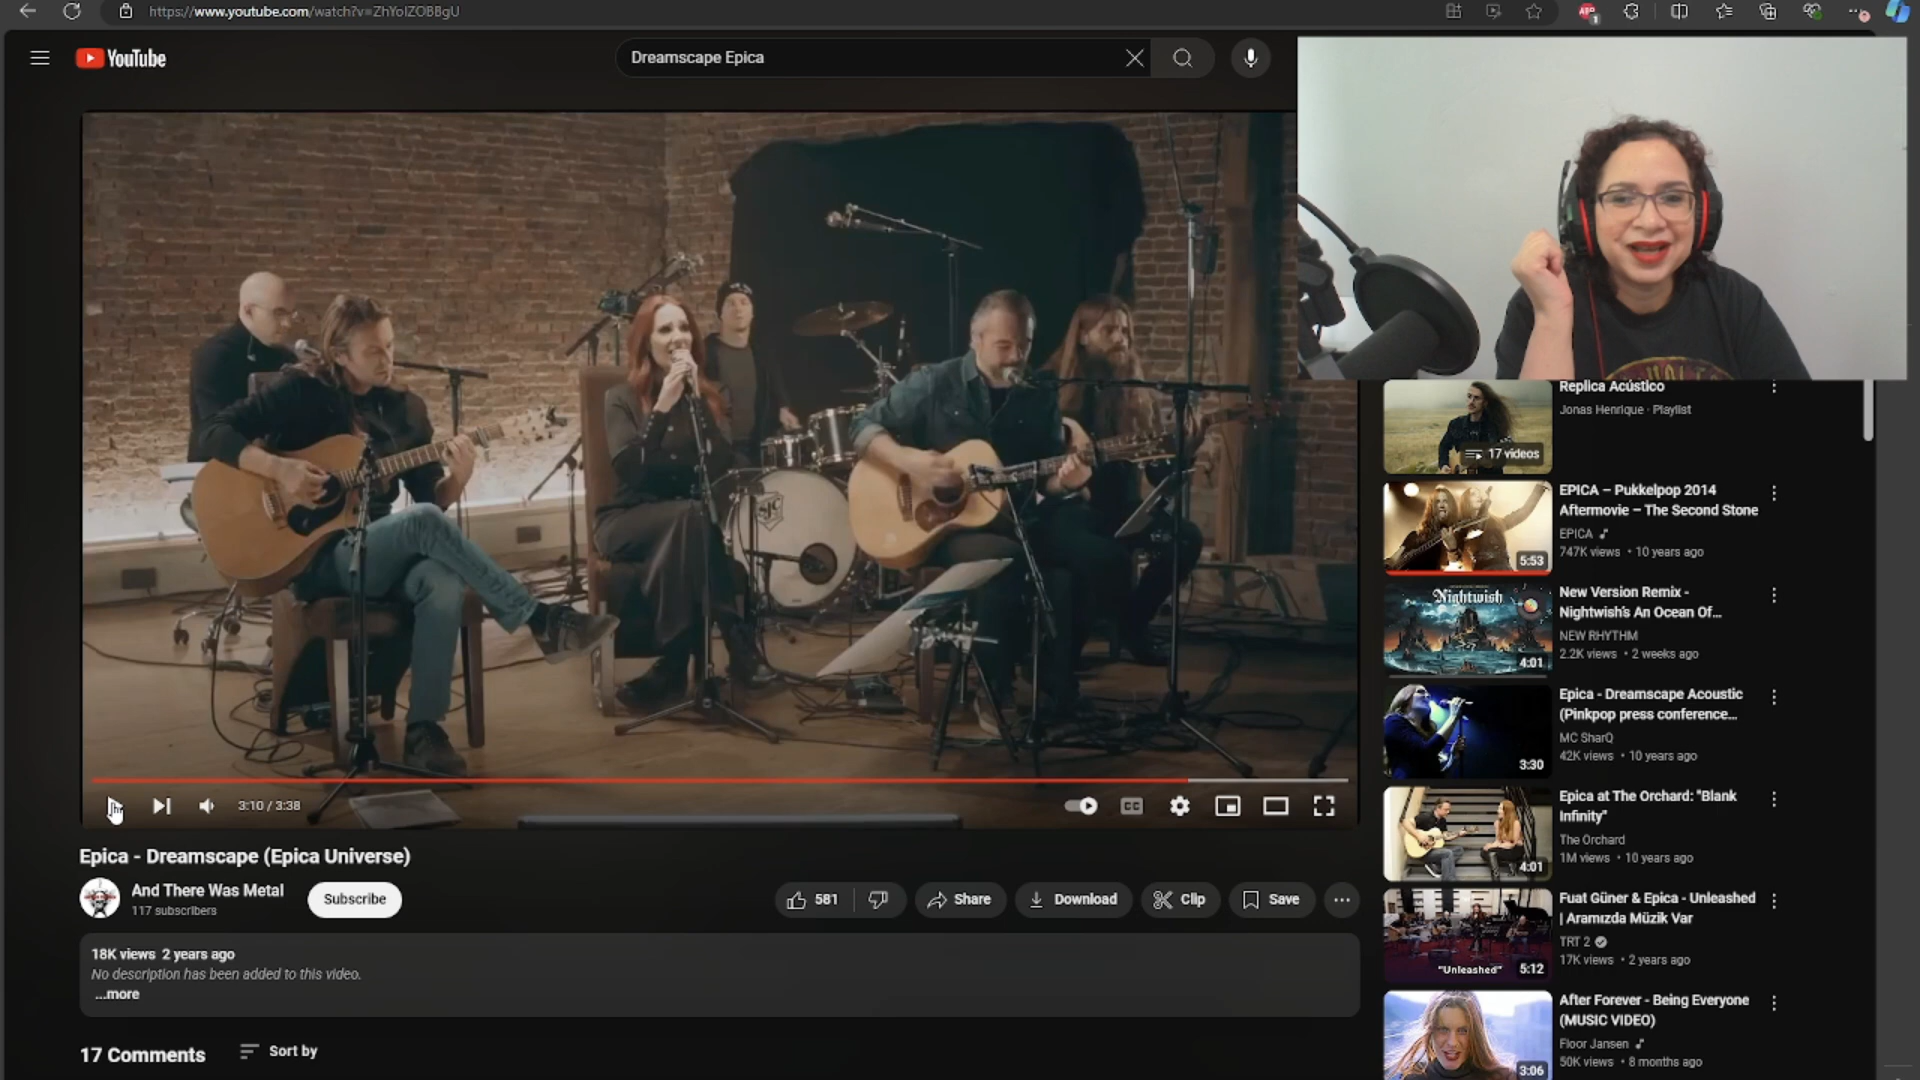 https://www.youtube.com/watch?v=ZhYoIZOBBgU
YouTube
Dreamscape Epica
3:10 / 3:38
CC
Epica - Dreamscape (Epica Universe)
And There Was Metal
117 subscribers
Subscribe
581
Share
Download
Clip
Save
18K views 2 years ago
No description has been added to this video.
...more
17 Comments
Sort by
Replica Acústico
Jonas Henrique · Playlist
17 videos
EPICA – Pukkelpop 2014
Aftermovie – The Second Stone
EPICA
747K views • 10 years ago
5:53
Nightwish
New Version Remix -
Nightwish's An Ocean Of...
NEW RHYTHM
2.2K views • 2 weeks ago
4:01
Epica - Dreamscape Acoustic
(Pinkpop press conference...
MC SharQ
42K views • 10 years ago
3:30
Epica at The Orchard: "Blank
Infinity"
The Orchard
1M views • 10 years ago
4:01
Fuat Güner & Epica - Unleashed
| Aramızda Müzik Var
TRT 2
17K views • 2 years ago
"Unleashed"
5:12
After Forever - Being Everyone
(MUSIC VIDEO)
Floor Jansen
50K views • 8 months ago
3:06